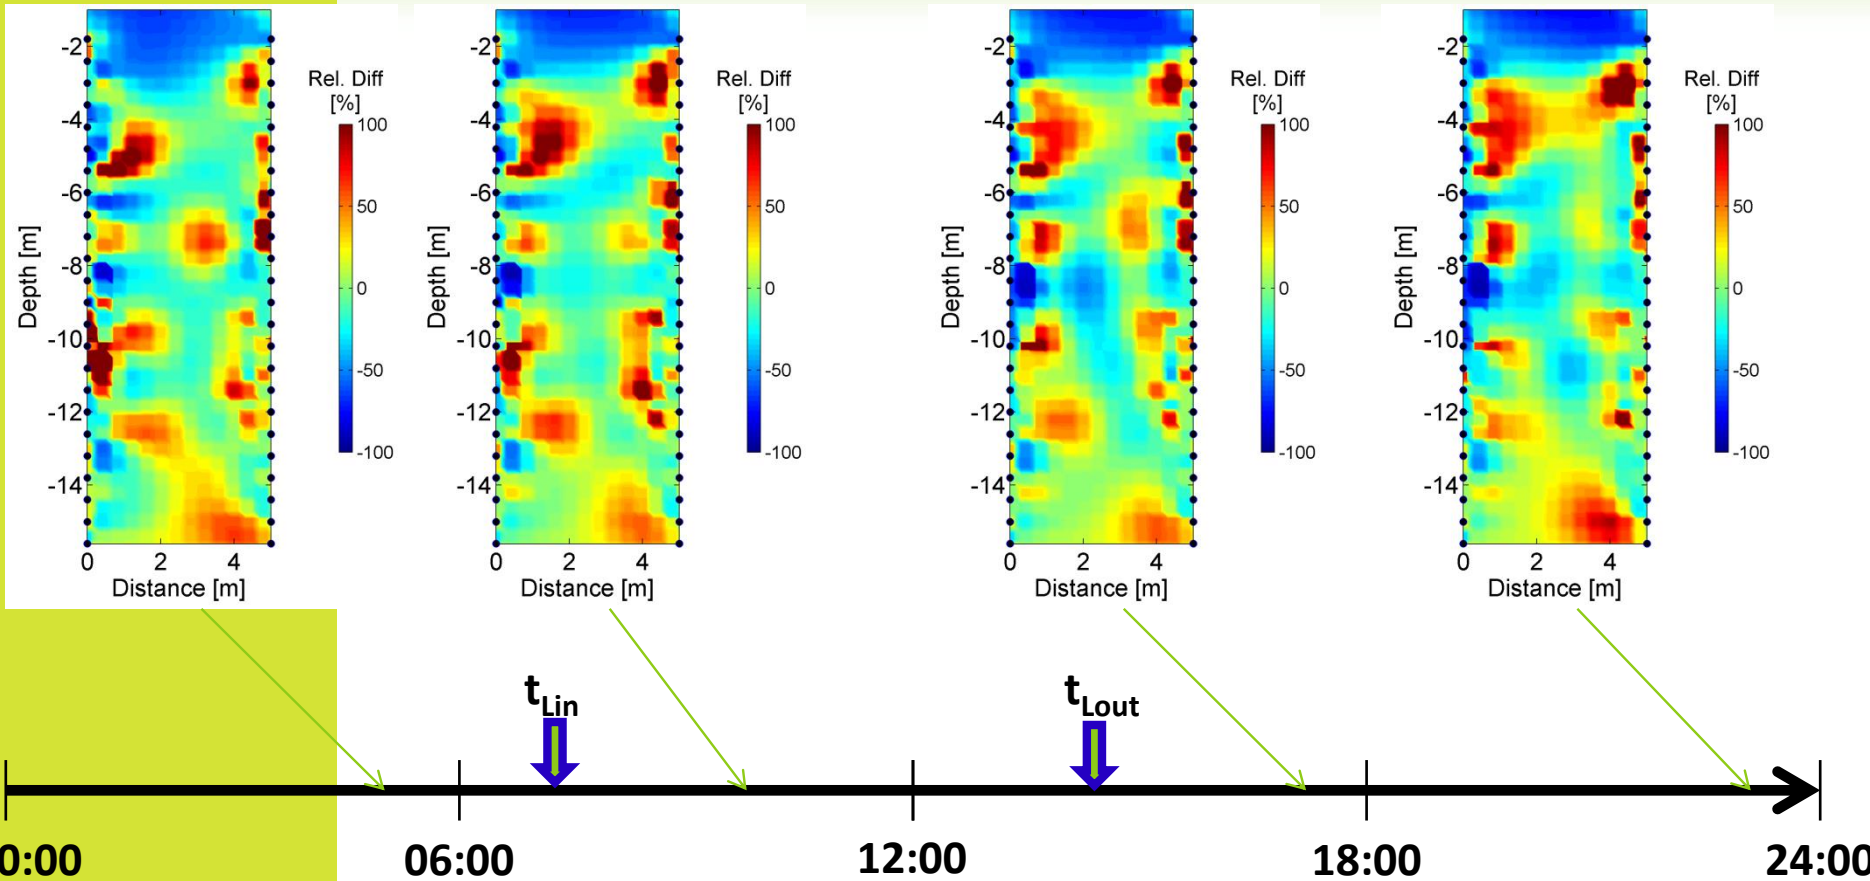 -2
-4
-6
-8
-10
-12
-14
Depth [m]
0 2 4
Distance [m]
Rel. Diff
[%]
100
50
0
-50
-100
-2
-4
-6
-8
-10
-12
-14
Depth [m]
0 2 4
Distance [m]
Rel. Diff
[%]
100
50
0
-50
-100
-2
-4
-6
-8
-10
-12
-14
Depth [m]
0 2 4
Distance [m]
Rel. Diff
[%]
100
50
0
-50
-100
-2
-4
-6
-8
-10
-12
-14
Depth [m]
0 2 4
Distance [m]
Rel. Diff
[%]
100
50
0
-50
-100
tLin
tLout
0:00 06:00 12:00 18:00 24:00